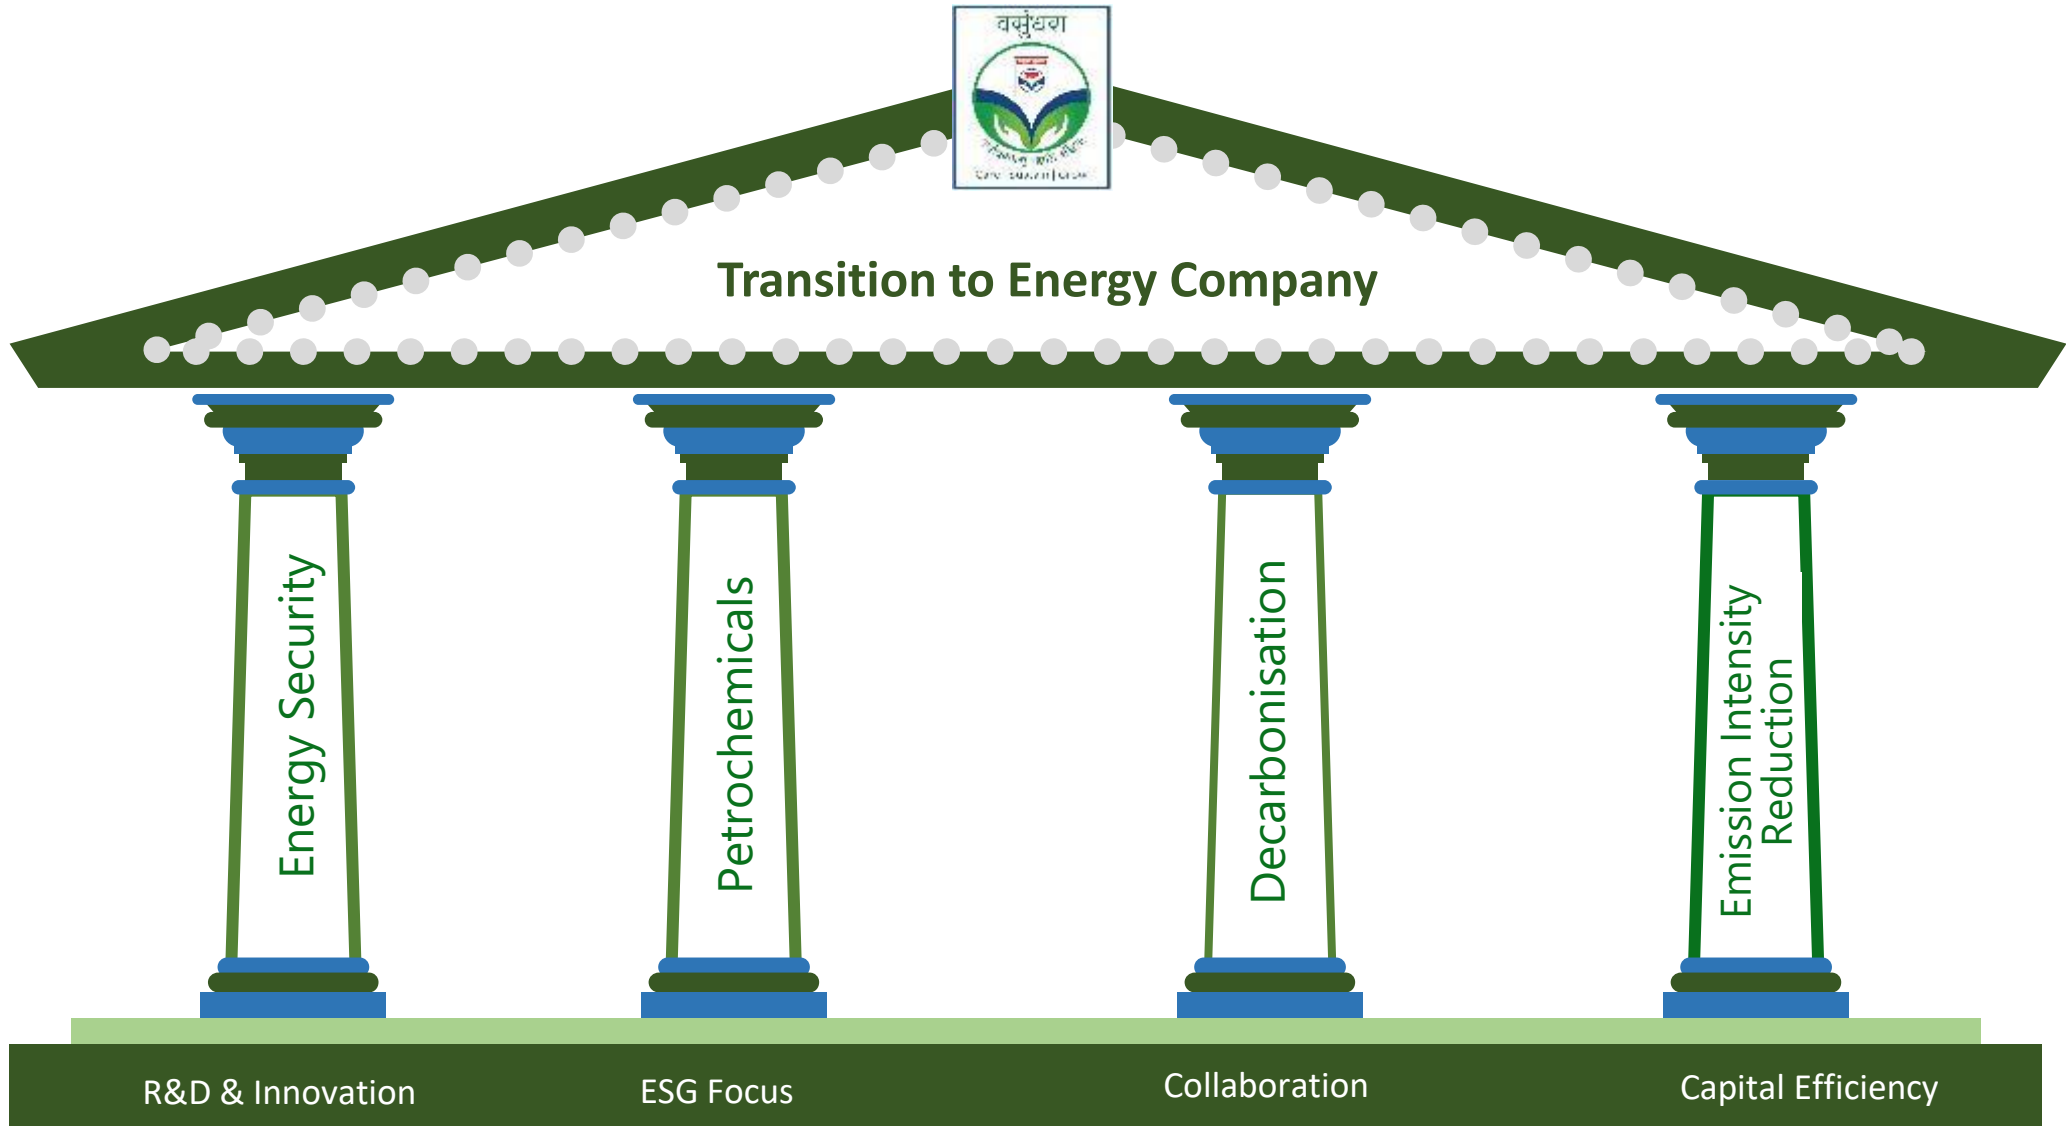 वसुंधरा
Transition to Energy Company
Energy Security
Petrochemicals
Decarbonisation
Emission Intensity
Reduction
R&D & Innovation
ESG Focus
Collaboration
Capital Efficiency